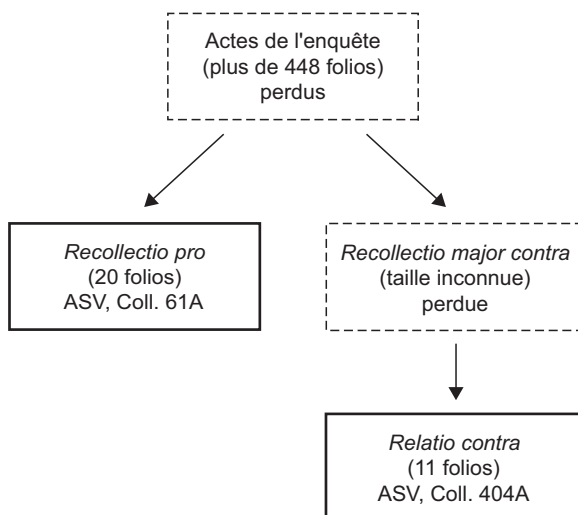 Actes de l'enquête
(plus de 448 folios)
perdus
Recollectio pro
(20 folios)
ASV, Coll. 61A
Recollectio major contra
(taille inconnue)
perdue
Relatio contra
(11 folios)
ASV, Coll. 404A